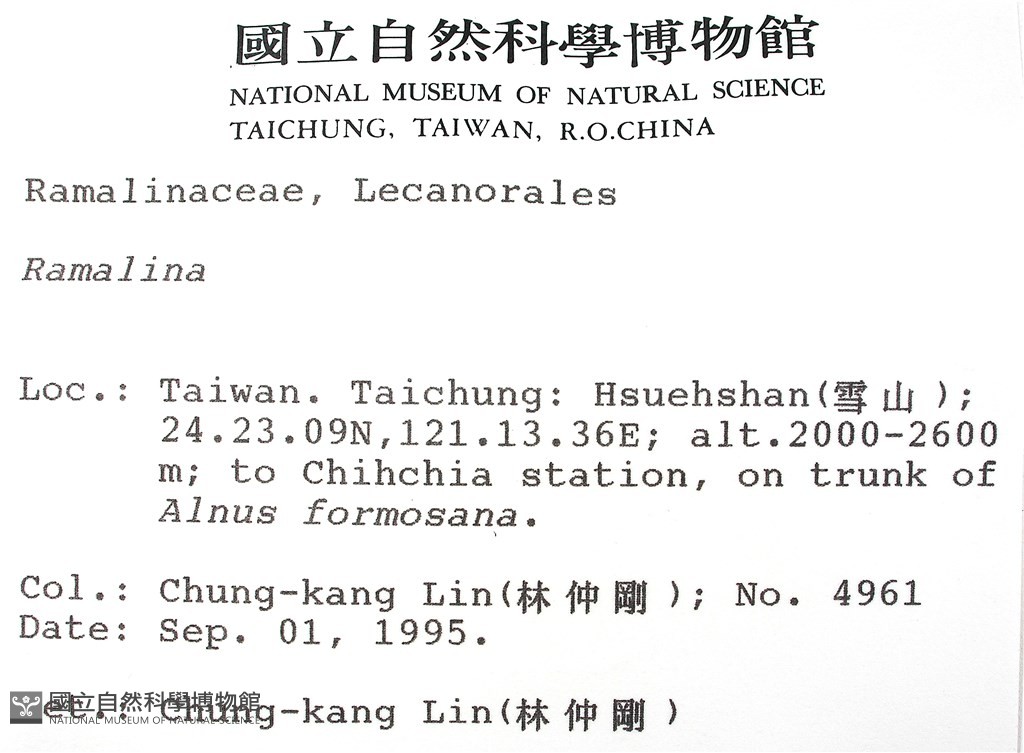 國立自然科學博物館
NATIONAL MUSEUM OF NATURAL SCIENCE
TAICHUNG, TAIWAN, R.O.CHINA
Ramalinaceae, Lecanorales
Ramalina
Loc.: Taiwan. Taichung: Hsuehshan(雪山);
24.23.09N,121.13.36E; alt.2000-2600
m; to Chihchia station, on trunk of
Alnus formosana.
Col.: Chung-kang Lin(林仲剛); No. 4961
Date: Sep. 01, 1995.
Det.: Chung-kang Lin(林仲剛)
國立自然科學博物館
NATIONAL MUSEUM OF NATURAL SCIENCE